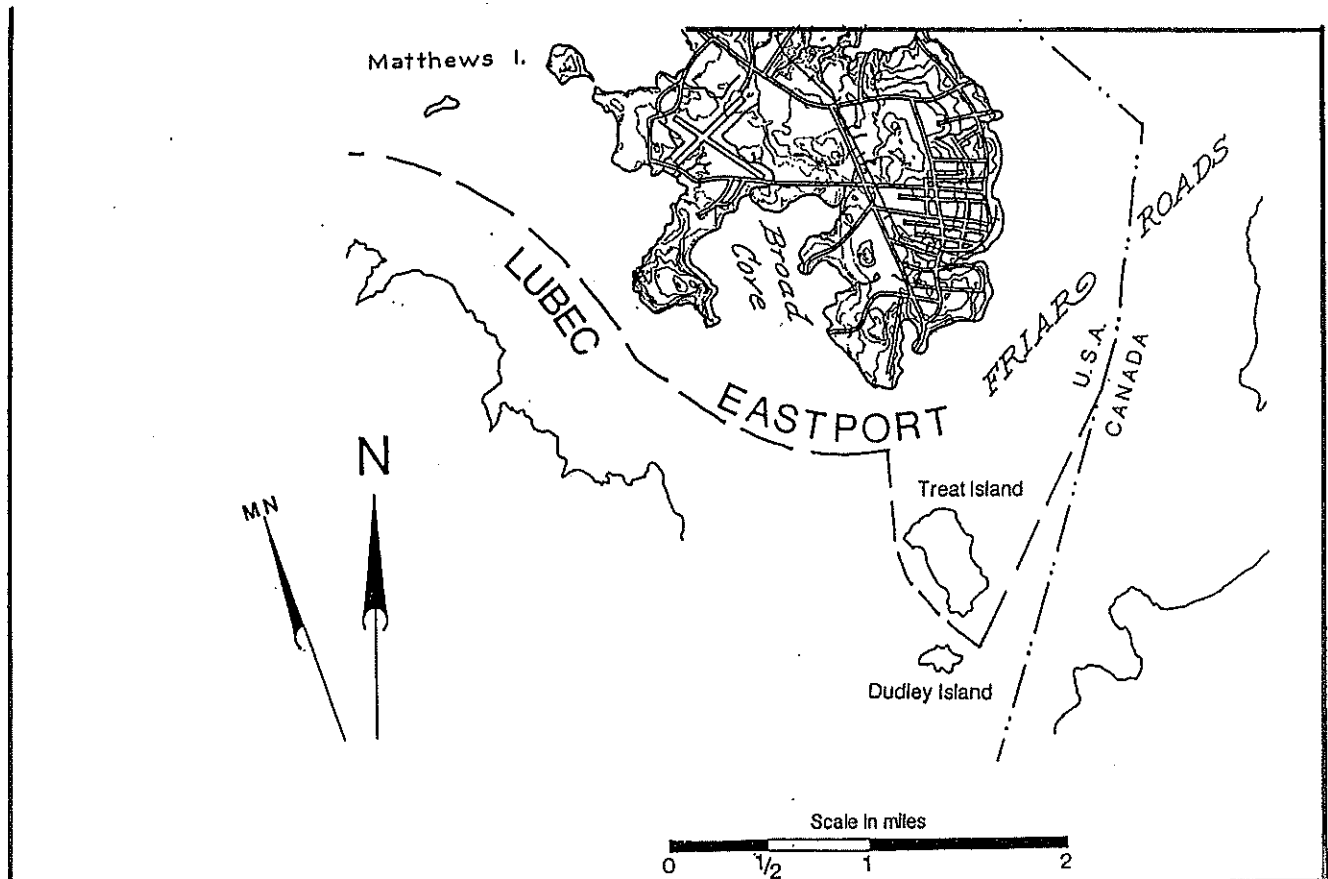 Matthews I.
ROADS
Broad
Cove
LUBEC
FRIAR
U.S.A.
CANADA
EASTPORT
N
MN
Treat Island
Dudley Island
Scale in miles
0 1/2 1 2